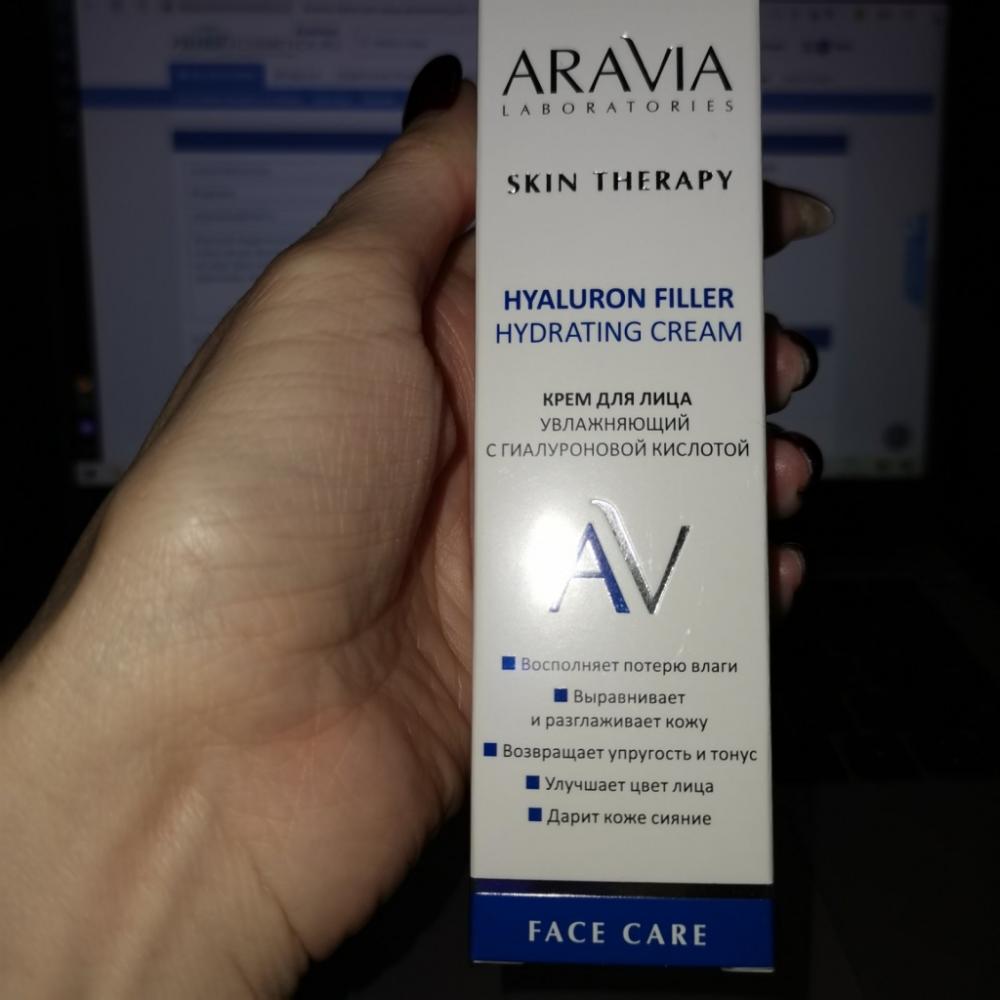 ARAVIA
LABORATORIES
SKIN THERAPY
HYALURON FILLER
HYDRATING CREAM
КРЕМ ДЛЯ ЛИЦА
УВЛАЖНЯЮЩИЙ
С ГИАЛУРОНОВОЙ КИСЛОТОЙ
AV
Восполняет потерю влаги
Выравнивает
и разглаживает кожу
Возвращает упругость и тонус
Улучшает цвет лица
Дарит коже сияние
FACE CARE